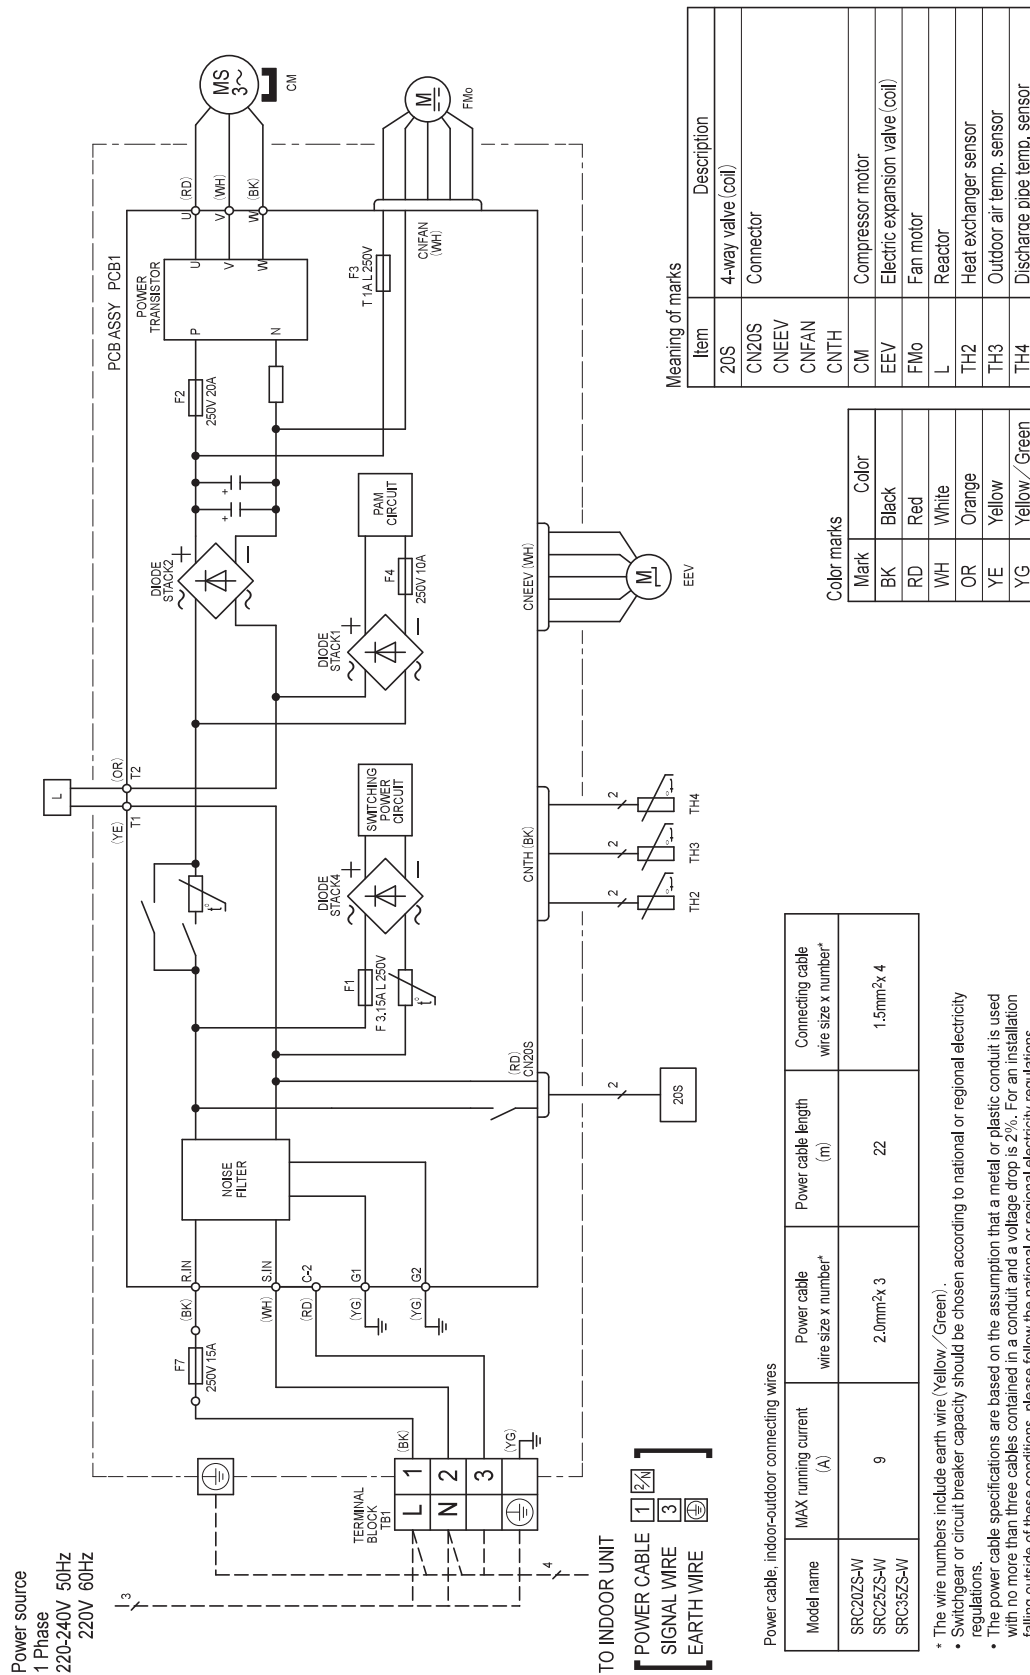 Power source
1 Phase
220-240V 50Hz
220V 60Hz
3
TERMINAL
BLOCK
TB1
L 1
N 2
3
(BK)
(YG)
4
TO INDOOR UNIT
POWER CABLE 1 2/N
SIGNAL WIRE 3
EARTH WIRE
F7
250V 15A
(BK)
R.IN
(WH)
S.IN
(RD)
C-2
(YG)
G1
(YG)
G2
NOISE
FILTER
(RD)
CN20S
2
20S
F1
F 3.15A L 250V
t°
DIODE
STACK4
SWITCHING
POWER
CIRCUIT
t°
L
(YE)
T1
(OR)
T2
CNTH (BK)
2
TH2
2
TH3
2
TH4
DIODE
STACK1
F4
250V 10A
PAM
CIRCUIT
DIODE
STACK2
F2
250V 20A
PCB ASSY PCB1
POWER
TRANSISTOR
P
N
U
V
W
U
(RD)
V
(WH)
W
(BK)
MS
3~
CM
F3
T 1A L 250V
CNFAN
(WH)
M
FMo
CNEEV (WH)
M
EEV
Meaning of marks
Item Description
20S 4-way valve (coil)
CN20S Connector
CNEEV
CNFAN
CNTH
CM Compressor motor
EEV Electric expansion valve (coil)
FMo Fan motor
L Reactor
TH2 Heat exchanger sensor
TH3 Outdoor air temp. sensor
TH4 Discharge pipe temp. sensor
Color marks
Mark Color
BK Black
RD Red
WH White
OR Orange
YE Yellow
YG Yellow/Green
Power cable, indoor-outdoor connecting wires
Model name MAX running current (A) Power cable wire size x number* Power cable length (m) Connecting cable wire size x number*
SRC20ZS-W
SRC25ZS-W 9 2.0mm²x 3 22 1.5mm²x 4
SRC35ZS-W
* The wire numbers include earth wire (Yellow/Green).
• Switchgear or circuit breaker capacity should be chosen according to national or regional electricity
regulations.
• The power cable specifications are based on the assumption that a metal or plastic conduit is used
with no more than three cables contained in a conduit and a voltage drop is 2%. For an installation
falling outside of these conditions, please follow the national or regional electricity regulations.